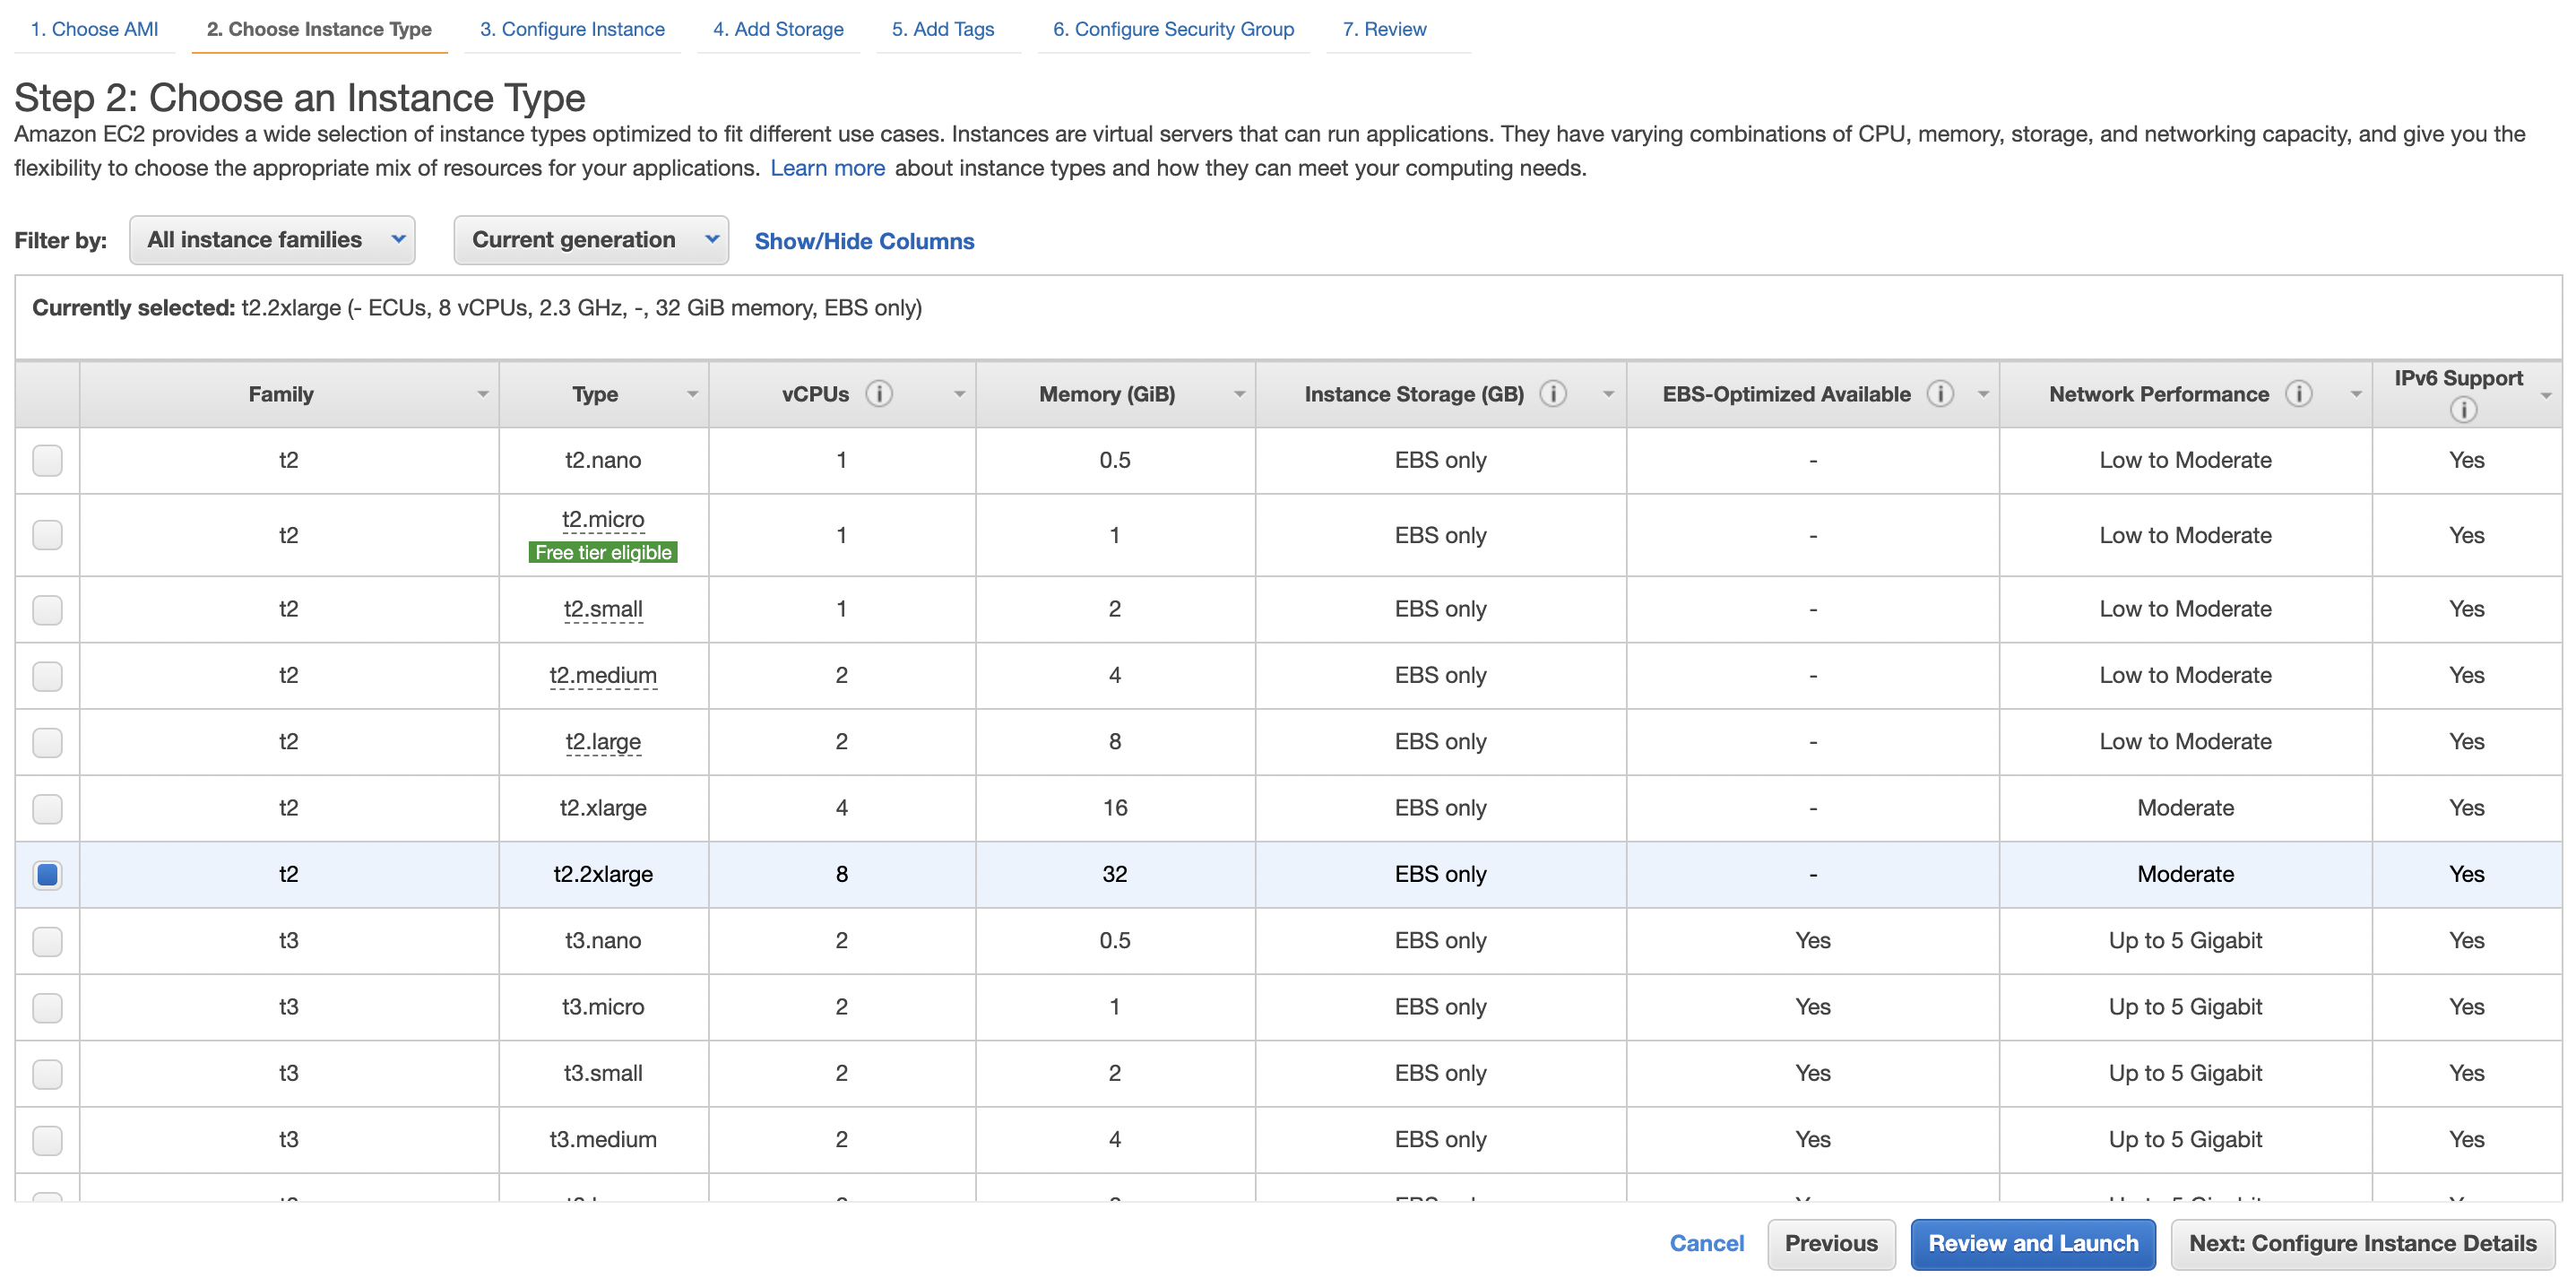 1. Choose AMI 2. Choose Instance Type 3. Configure Instance 4. Add Storage 5. Add Tags 6. Configure Security Group 7. Review
Step 2: Choose an Instance Type
Amazon EC2 provides a wide selection of instance types optimized to fit different use cases. Instances are virtual servers that can run applications. They have varying combinations of CPU, memory, storage, and networking capacity, and give you the
flexibility to choose the appropriate mix of resources for your applications. Learn more about instance types and how they can meet your computing needs.
Filter by: All instance families Current generation Show/Hide Columns
Currently selected: t2.2xlarge (- ECUs, 8 vCPUs, 2.3 GHz, -, 32 GiB memory, EBS only)
Family Type vCPUs i Memory (GiB) Instance Storage (GB) i EBS-Optimized Available i Network Performance i IPv6 Support i
t2 t2.nano 1 0.5 EBS only - Low to Moderate Yes
t2 t2.micro Free tier eligible 1 1 EBS only - Low to Moderate Yes
t2 t2.small 1 2 EBS only - Low to Moderate Yes
t2 t2.medium 2 4 EBS only - Low to Moderate Yes
t2 t2.large 2 8 EBS only - Low to Moderate Yes
t2 t2.xlarge 4 16 EBS only - Moderate Yes
t2 t2.2xlarge 8 32 EBS only - Moderate Yes
t3 t3.nano 2 0.5 EBS only Yes Up to 5 Gigabit Yes
t3 t3.micro 2 1 EBS only Yes Up to 5 Gigabit Yes
t3 t3.small 2 2 EBS only Yes Up to 5 Gigabit Yes
t3 t3.medium 2 4 EBS only Yes Up to 5 Gigabit Yes
Cancel Previous Review and Launch Next: Configure Instance Details